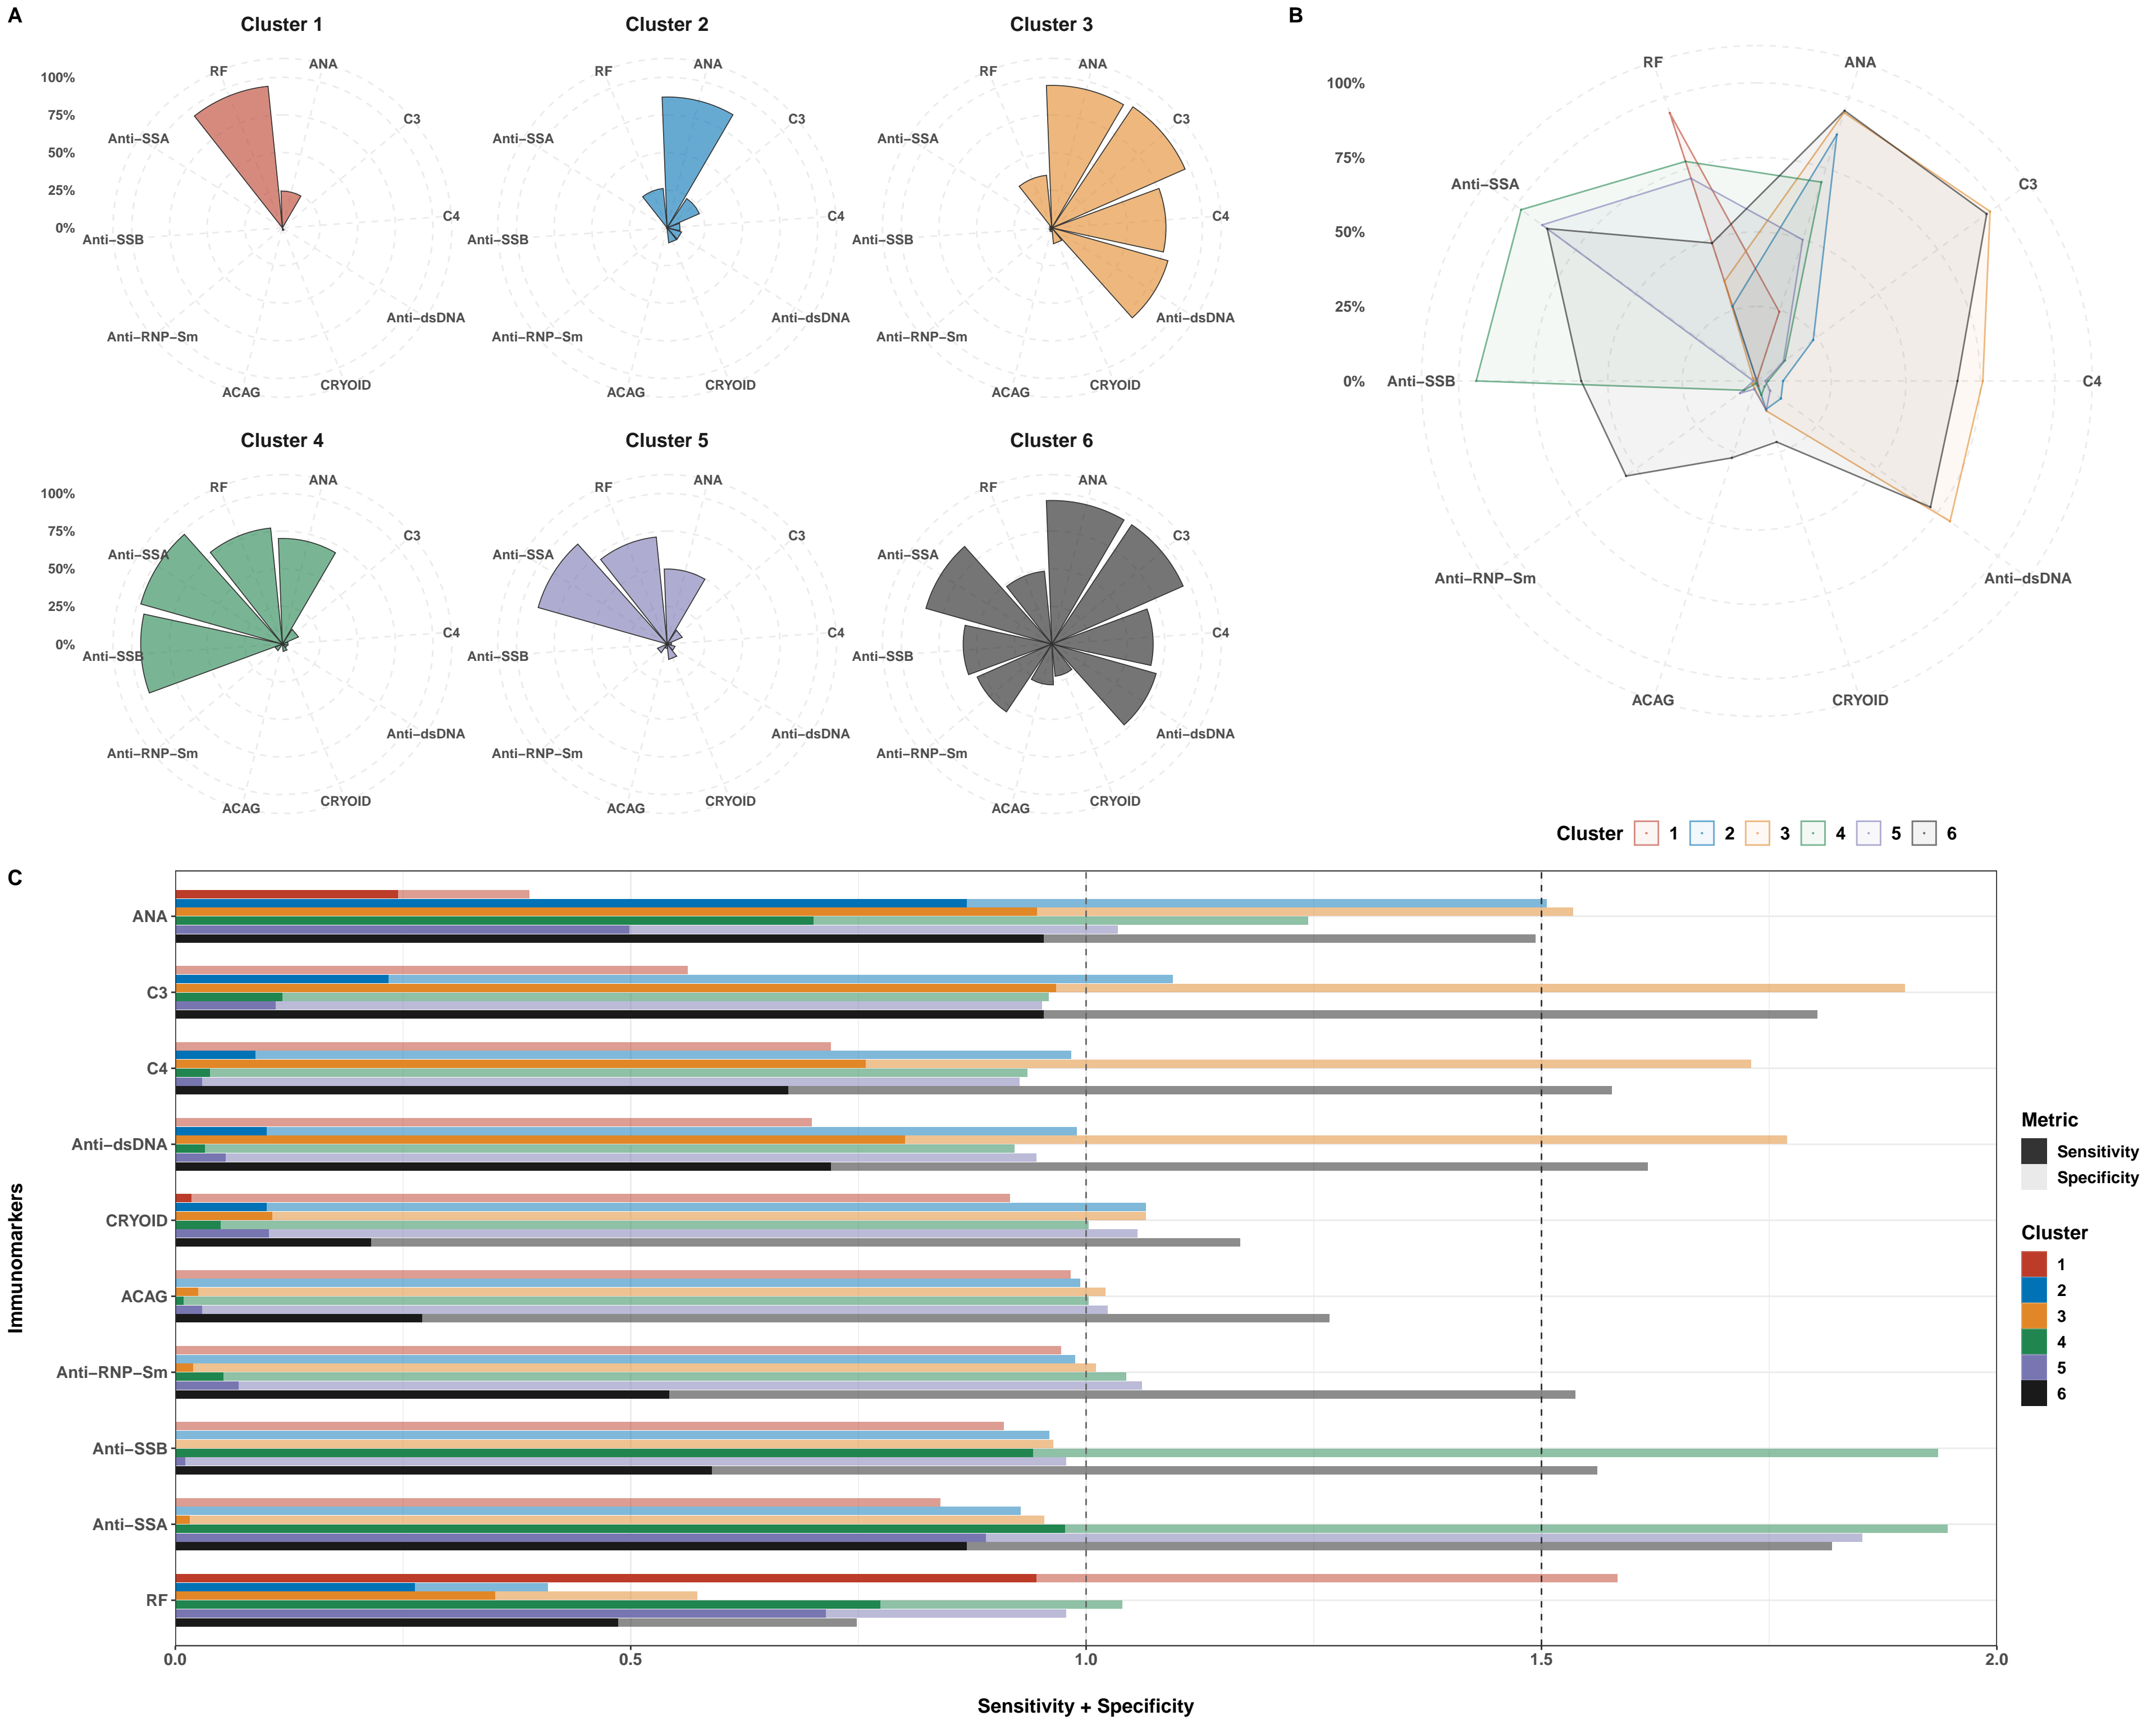 A
Cluster 1
Cluster 2
Cluster 3
100%
75%
50%
25%
0%
RF
ANA
C3
C4
Anti−dsDNA
CRYOID
ACAG
Anti−RNP−Sm
Anti−SSB
Anti−SSA
RF
ANA
C3
C4
Anti−dsDNA
CRYOID
ACAG
Anti−RNP−Sm
Anti−SSB
Anti−SSA
RF
ANA
C3
C4
Anti−dsDNA
CRYOID
ACAG
Anti−RNP−Sm
Anti−SSB
Anti−SSA
Cluster 4
Cluster 5
Cluster 6
100%
75%
50%
25%
0%
RF
ANA
C3
C4
Anti−dsDNA
CRYOID
ACAG
Anti−RNP−Sm
Anti−SSB
Anti−SSA
RF
ANA
C3
C4
Anti−dsDNA
CRYOID
ACAG
Anti−RNP−Sm
Anti−SSB
Anti−SSA
RF
ANA
C3
C4
Anti−dsDNA
CRYOID
ACAG
Anti−RNP−Sm
Anti−SSB
Anti−SSA
B
100%
75%
50%
25%
0%
RF
ANA
C3
C4
Anti−dsDNA
CRYOID
ACAG
Anti−RNP−Sm
Anti−SSB
Anti−SSA
Cluster 1 2 3 4 5 6
C
Immunomarkers
ANA
C3
C4
Anti−dsDNA
CRYOID
ACAG
Anti−RNP−Sm
Anti−SSB
Anti−SSA
RF
0.0 0.5 1.0 1.5 2.0
Sensitivity + Specificity
Metric
Sensitivity
Specificity
Cluster
1
2
3
4
5
6